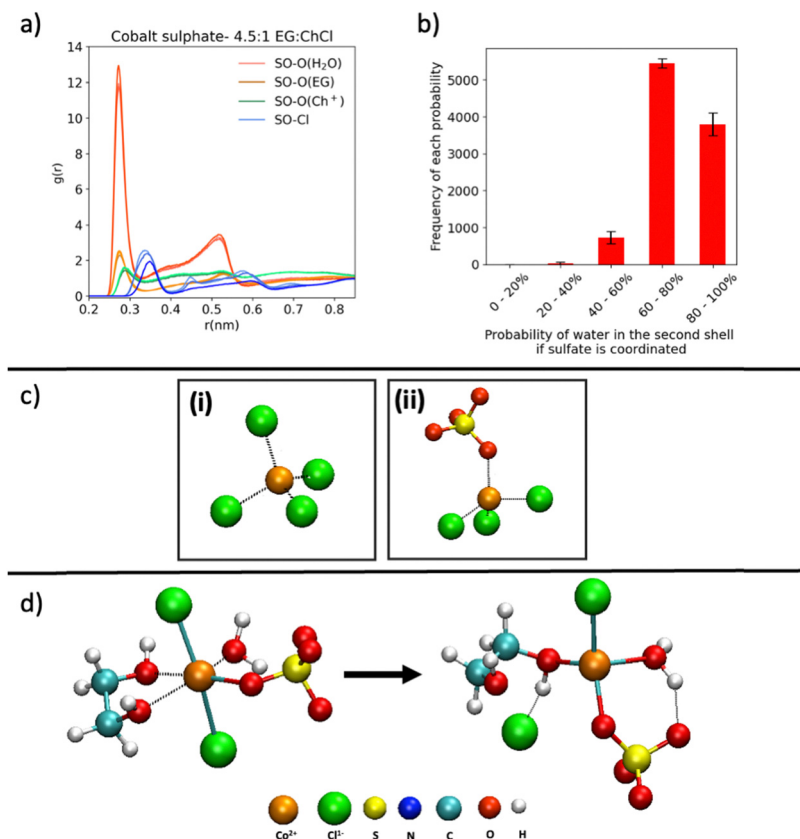 a)
Cobalt sulphate- 4.5:1 EG:ChCl
14
12
10
8
6
4
2
0
g(r)
0.2 0.3 0.4 0.5 0.6 0.7 0.8
r(nm)
SO-O(H₂O)
SO-O(EG)
SO-O(Ch⁺)
SO-Cl
b)
Frequency of each probability
5000
4000
3000
2000
1000
0
0 - 20% 20 - 40% 40 - 60% 60 - 80% 80 - 100%
Probability of water in the second shell
if sulfate is coordinated
c)
(i)
(ii)
d)
Co²⁺ Cl¹⁻ S N C O H